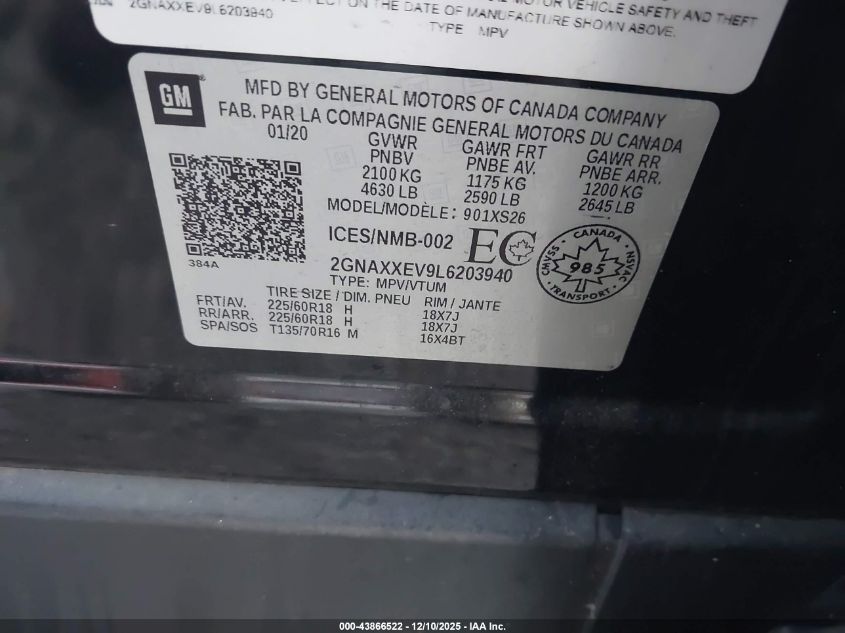 MOTOR VEHICLE SAFETY AND THEFT
ON THE DATE OF MANUFACTURE SHOWN ABOVE.
2GNAXXEV9L6203940
TYPE MPV
GM
MFD BY GENERAL MOTORS OF CANADA COMPANY
FAB. PAR LA COMPAGNIE GENERAL MOTORS DU CANADA
01/20 GVWR GAWR FRT GAWR RR
PNBV PNBE AV. PNBE ARR.
2100 KG 1175 KG 1200 KG
4630 LB 2590 LB 2645 LB
MODEL/MODÈLE: 901XS26
ICES/NMB-002 EC
384A
2GNAXXEV9L6203940
TYPE: MPV/VTUM
CANADA
CMVSS 985 NSVAC
TRANSPORT
TIRE SIZE / DIM. PNEU RIM / JANTE
FRT/AV. 225/60R18 H 18X7J
RR/ARR. 225/60R18 H 18X7J
SPA/SOS T135/70R16 M 16X4BT
000-43866522 — 12/10/2025 — IAA Inc.